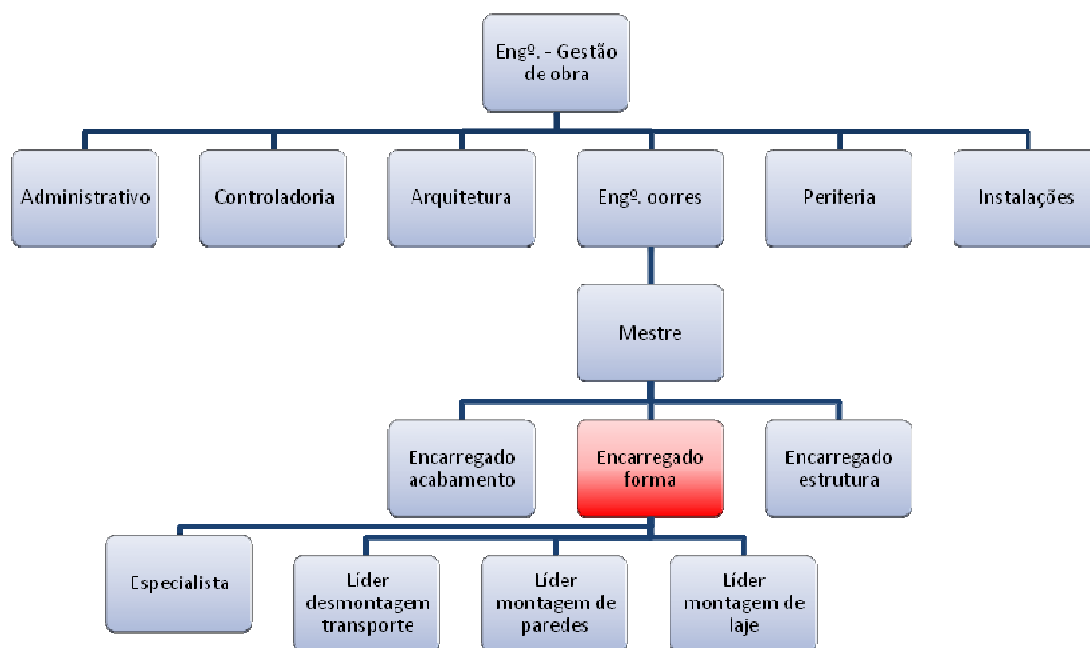 Engº. - Gestão
de obra
Administrativo
Controladoria
Arquitetura
Engº. oorres
Periferia
Instalações
Mestre
Encarregado
acabamento
Encarregado
forma
Encarregado
estrutura
Especialista
Líder
desmontagem
transporte
Líder
montagem de
paredes
Líder
montagem de
laje